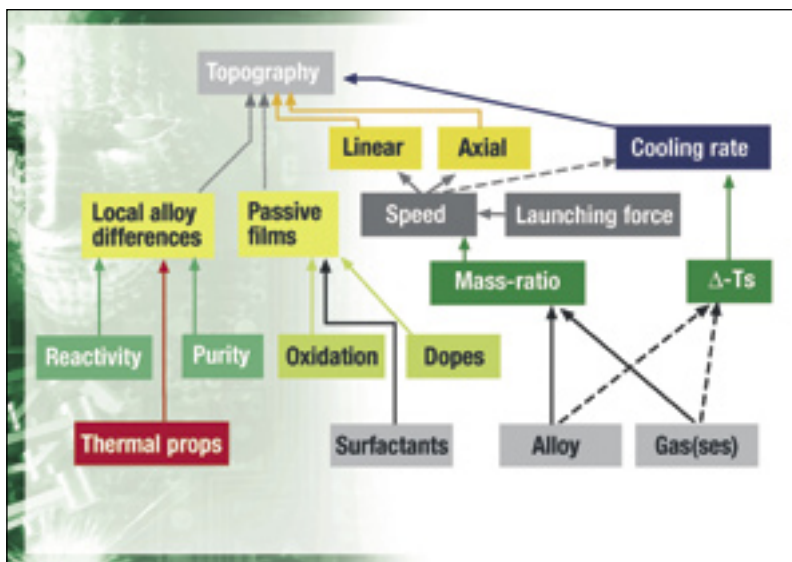 Topography
Linear
Axial
Cooling rate
Local alloy
differences
Passive
films
Speed
Launching force
Mass-ratio
Δ-Ts
Reactivity
Purity
Oxidation
Dopes
Thermal props
Surfactants
Alloy
Gas(ses)